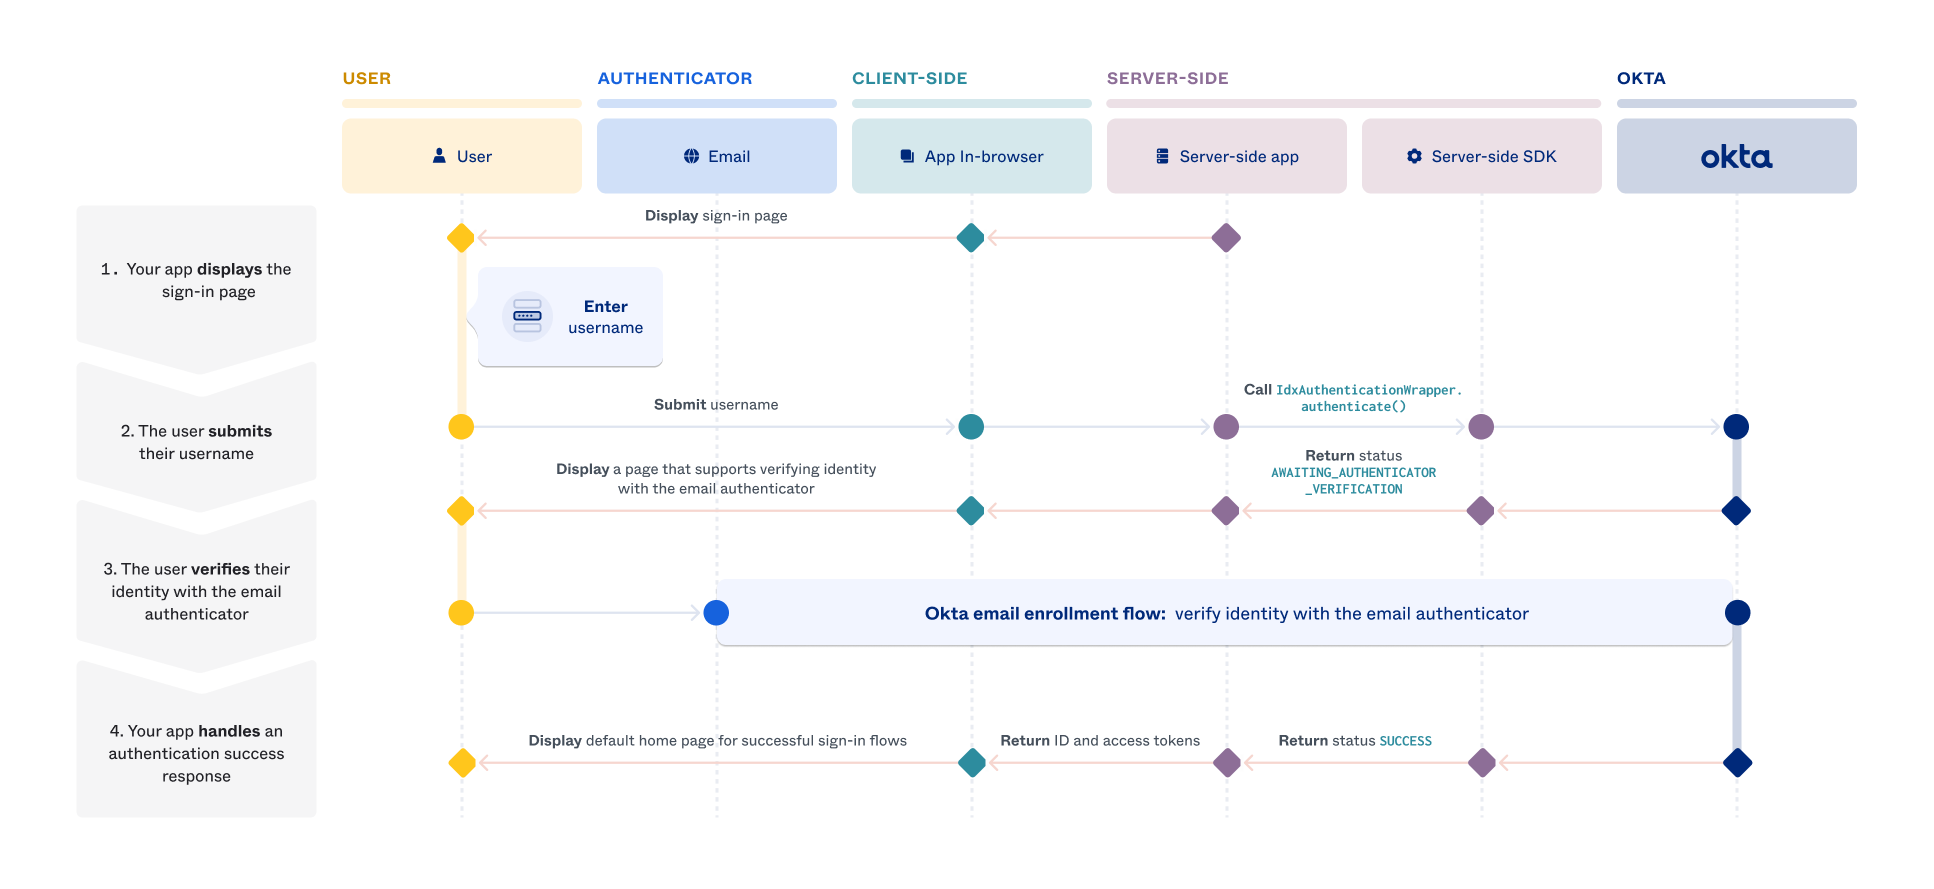 USER
AUTHENTICATOR
CLIENT-SIDE
SERVER-SIDE
OKTA
User
Email
App In-browser
Server-side app
Server-side SDK
okta
1. Your app displays the
sign-in page
Display sign-in page
Enter
username
2. The user submits
their username
Submit username
Call IdxAuthenticationWrapper.
authenticate()
Display a page that supports verifying identity
with the email authenticator
Return status
AWAITING_AUTHENTICATOR
_VERIFICATION
3. The user verifies their
identity with the email
authenticator
Okta email enrollment flow: verify identity with the email authenticator
4. Your app handles an
authentication success
response
Display default home page for successful sign-in flows
Return ID and access tokens
Return status SUCCESS